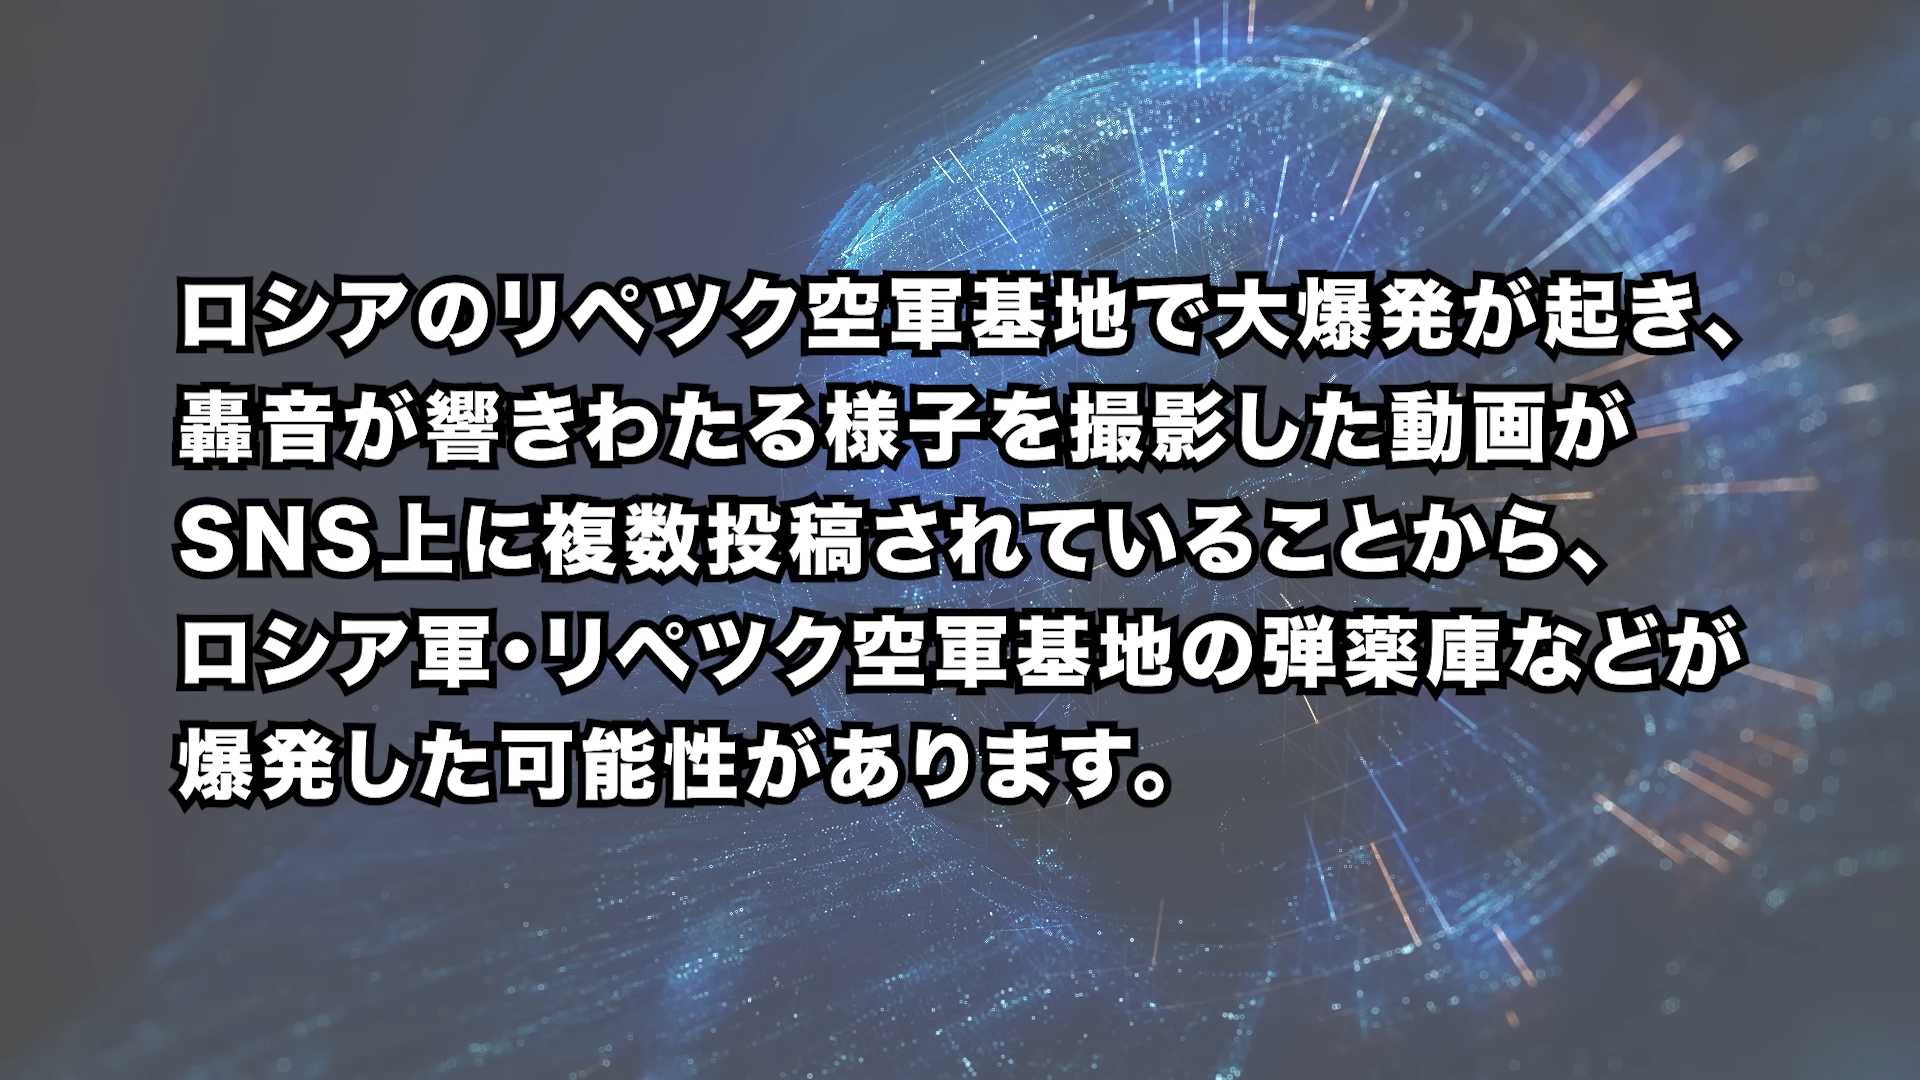 ロシアのリペツク空軍基地で大爆発が起き、
轟音が響きわたる様子を撮影した動画が
SNS上に複数投稿されていることから、
ロシア軍・リペツク空軍基地の弾薬庫などが
爆発した可能性があります。